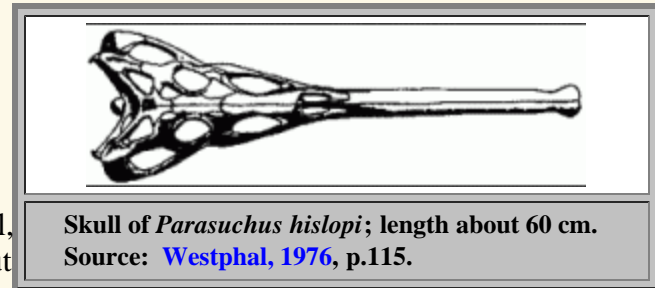 Skull of Parasuchus hislopi; length about 60 cm.
Source: Westphal, 1976, p.115.